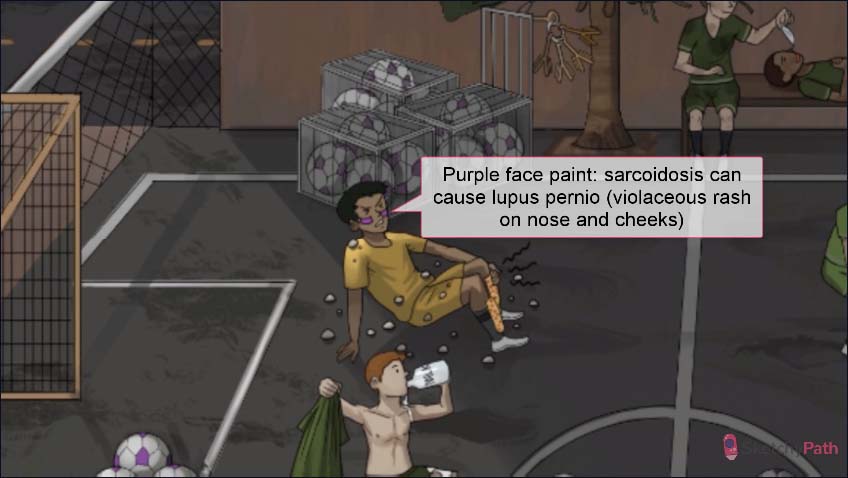 Purple face paint: sarcoidosis can
cause lupus pernio (violaceous rash
on nose and cheeks)
SketchyPath